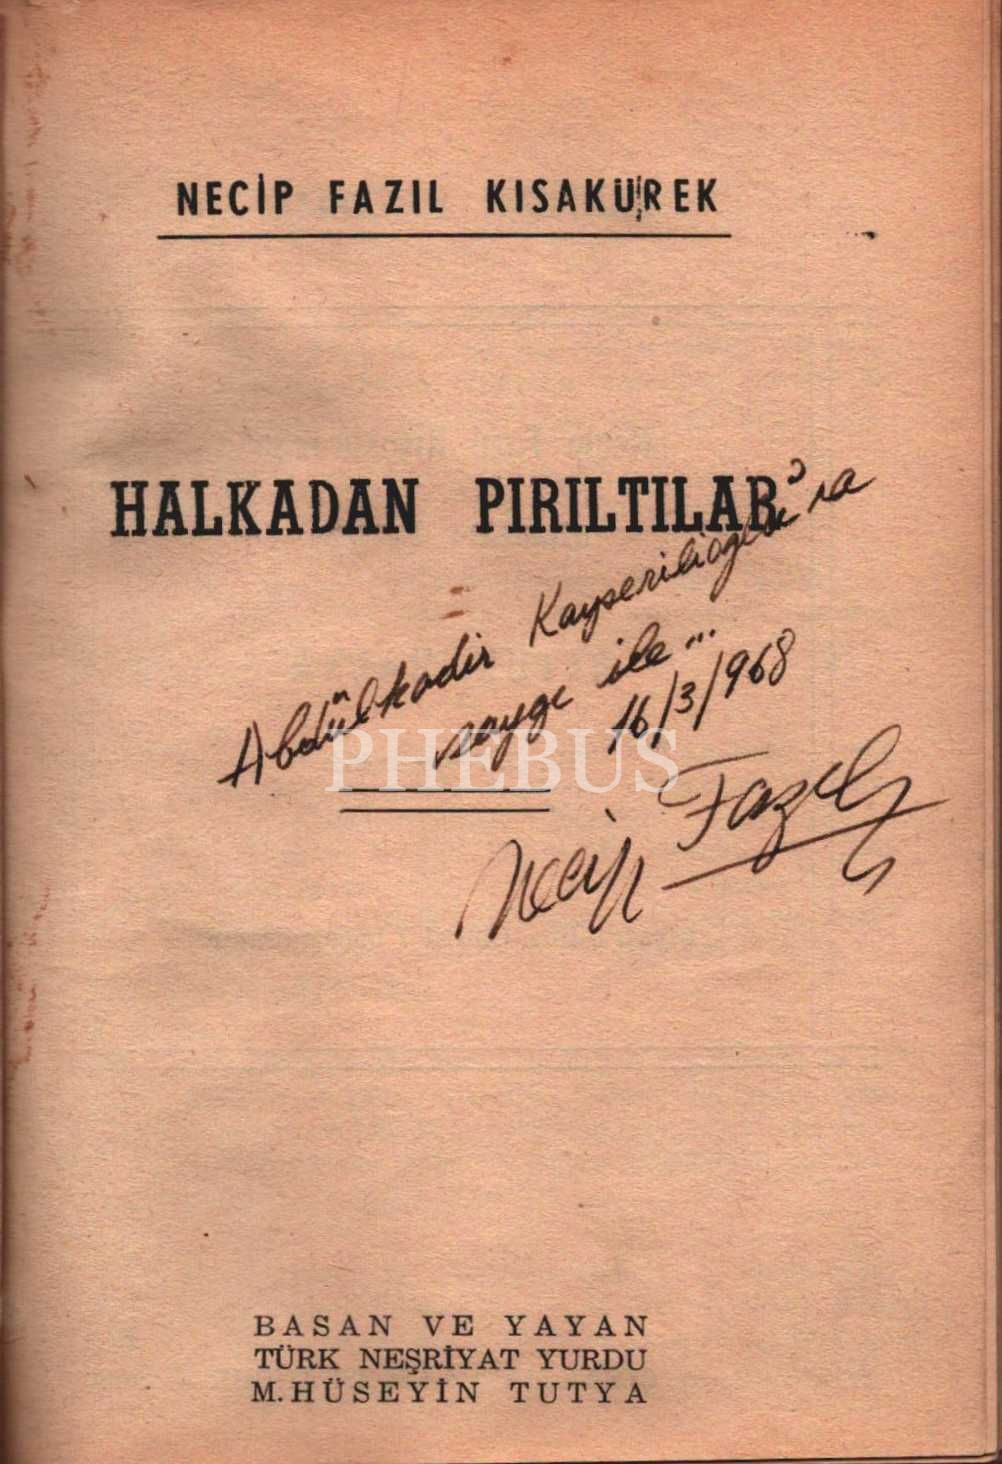 NECİP FAZIL KISAKÜREK
HALKADAN PIRILTILAR
Abdülkadir Kayserilioğlu'na
saygı ile...
16/3/968
PHEBUS
Necip Fazıl
BASAN VE YAYAN
TÜRK NEŞRİYAT YURDU
M. HÜSEYİN TUTYA